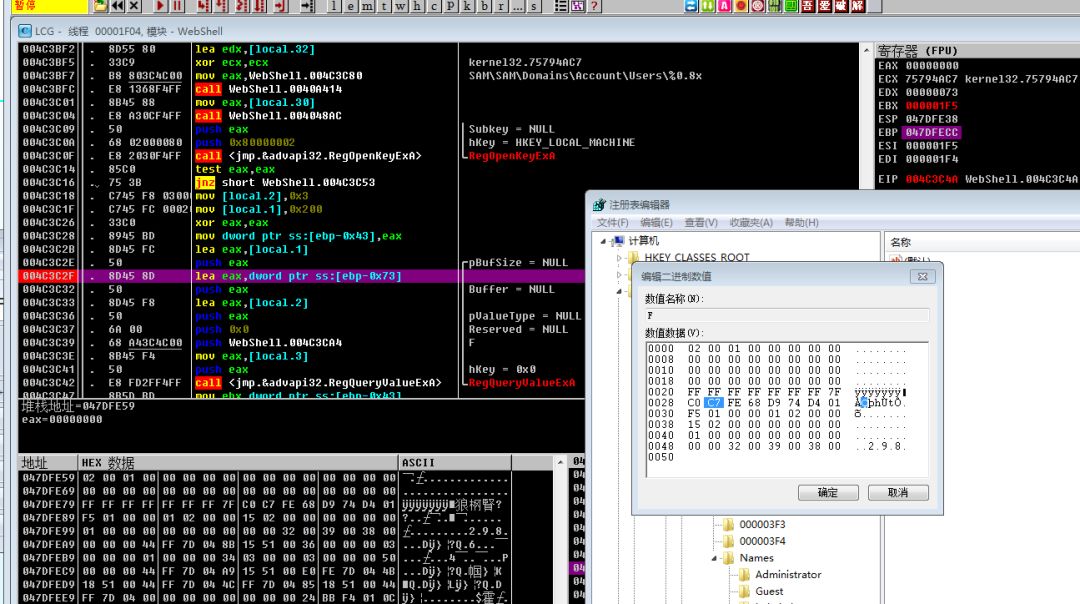 暂停
l e m t w h c P k b r ... s
吾 爱 破 解
LCG - 线程 00001F04, 模块 - WebShell
004C3BF2 . 8D55 80 lea edx,[local.32]
004C3BF5 . 33C9 xor ecx,ecx kernel32.75794AC7
004C3BF7 . B8 803C4C00 mov eax,WebShell.004C3C80 SAM\SAM\Domains\Account\Users\%0.8x
004C3BFC . E8 1368F4FF call WebShell.0040A414
004C3C01 . 8B45 88 mov eax,[local.30]
004C3C04 . E8 A30CF4FF call WebShell.004048AC
004C3C09 . 50 push eax Subkey = NULL
004C3C0A . 68 02000080 push 0x80000002 hKey = HKEY_LOCAL_MACHINE
004C3C0F . E8 2030F4FF call <jmp.&advapi32.RegOpenKeyExA> RegOpenKeyExA
004C3C14 . 85C0 test eax,eax
004C3C16 . 75 3B jnz short WebShell.004C3C53
004C3C18 . C745 F8 0300 mov [local.2],0x3
004C3C1F . C745 FC 0002 mov [local.1],0x200
004C3C26 . 33C0 xor eax,eax
004C3C28 . 8945 BD mov dword ptr ss:[ebp-0x43],eax
004C3C2B . 8D45 FC lea eax,[local.1]
004C3C2E . 50 push eax pBufSize = NULL
004C3C2F . 8D45 8D lea eax,dword ptr ss:[ebp-0x73]
004C3C32 . 50 push eax Buffer = NULL
004C3C33 . 8D45 F8 lea eax,[local.2]
004C3C36 . 50 push eax pValueType = NULL
004C3C37 . 6A 00 push 0x0 Reserved = NULL
004C3C39 . 68 A43C4C00 push WebShell.004C3CA4 F
004C3C3E . 8B45 F4 mov eax,[local.3]
004C3C41 . 50 push eax hKey = 0x0
004C3C42 . E8 FD2FF4FF call <jmp.&advapi32.RegQueryValueExA> RegQueryValueExA
堆栈地址=047DFE59
eax=00000000
寄存器 (FPU)
EAX 00000000
ECX 75794AC7 kernel32.75794AC7
EDX 00000073
EBX 000001F5
ESP 047DFE38
EBP 047DFECC
ESI 000001F5
EDI 000001F4
EIP 004C3C4A WebShell.004C3C4A
地址 HEX 数据 ASCII
047DFE59 02 00 01 00 00 00 00 00 00 00 00 00 00 00 00 00
047DFE69 00 00 00 00 00 00 00 00 00 00 00 00 00 00 00 00
047DFE79 FF FF FF FF FF FF FF 7F C0 C7 FE 68 D9 74 D4 01
047DFE89 F5 01 00 00 01 02 00 00 15 02 00 00 00 00 00 00
047DFE99 01 00 00 00 00 00 00 00 00 00 32 00 39 00 38 00
047DFEA9 00 00 00 44 FF 7D 04 8B 15 51 00 36 00 00 00 03
047DFEB9 00 00 01 00 00 00 00 34 03 00 00 03 00 00 00 50
047DFEC9 00 00 00 44 FF 7D 04 A9 15 51 00 E0 FE 7D 04 4B
047DFED9 18 51 00 44 FF 7D 04 4C FF 7D 04 85 18 51 00 44
047DFEE9 FF 7D 04 00 00 00 00 00 00 00 00 24 BB F4 01 0C
注册表编辑器
文件(F) 编辑(E) 查看(V) 收藏夹(A) 帮助(H)
计算机
HKEY_CLASSES_ROOT
名称
编辑二进制数值
数值名称(N):
F
数值数据(V):
0000 02 00 01 00 00 00 00 00 ........
0008 00 00 00 00 00 00 00 00 ........
0010 00 00 00 00 00 00 00 00 ........
0018 00 00 00 00 00 00 00 00 ........
0020 FF FF FF FF FF FF FF 7F
0028 C0 C7 FE 68 D9 74 D4 01
0030 F5 01 00 00 01 02 00 00
0038 15 02 00 00 00 00 00 00 ........
0040 01 00 00 00 00 00 00 00 ........
0048 00 00 32 00 39 00 38 00 ..2.9.8.
0050
确定 取消
000003F3
000003F4
Names
Administrator
Guest